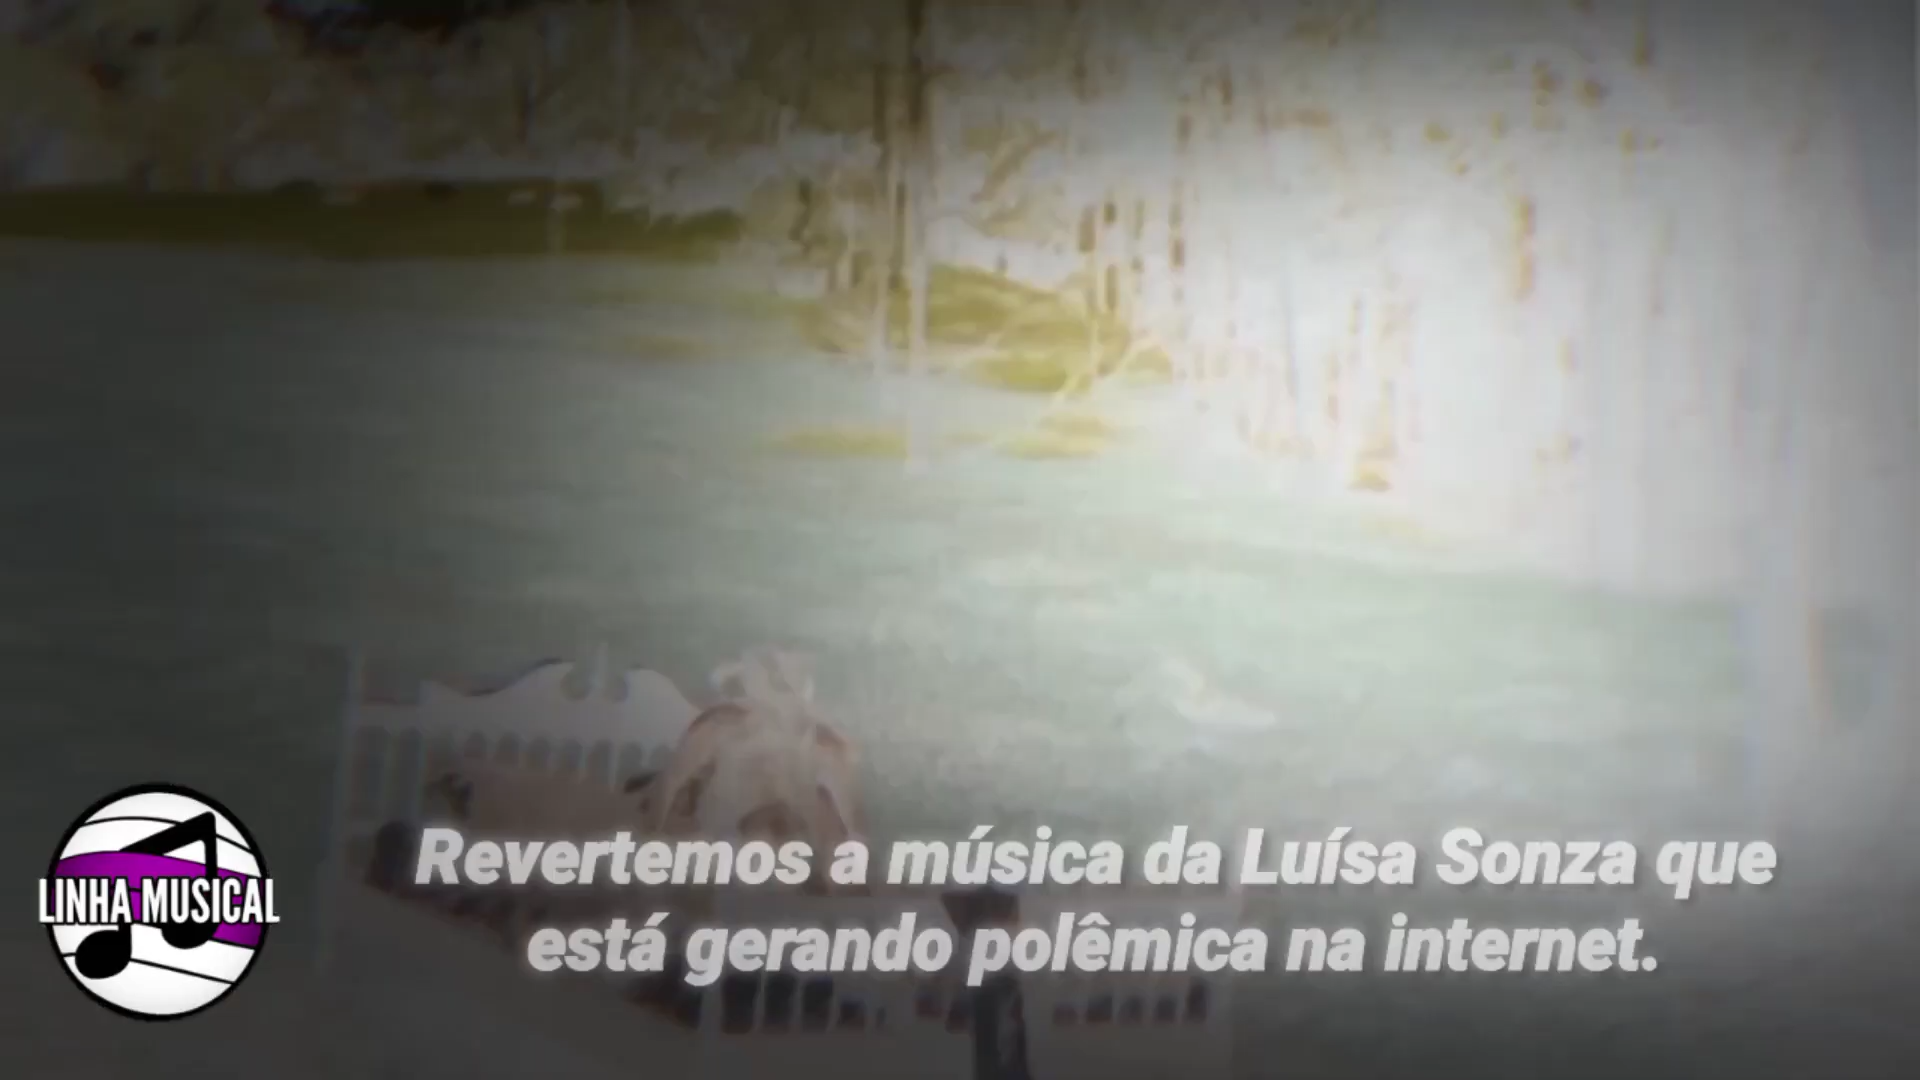 LINHA MUSICAL
Revertemos a música da Luísa Sonza que
está gerando polêmica na internet.